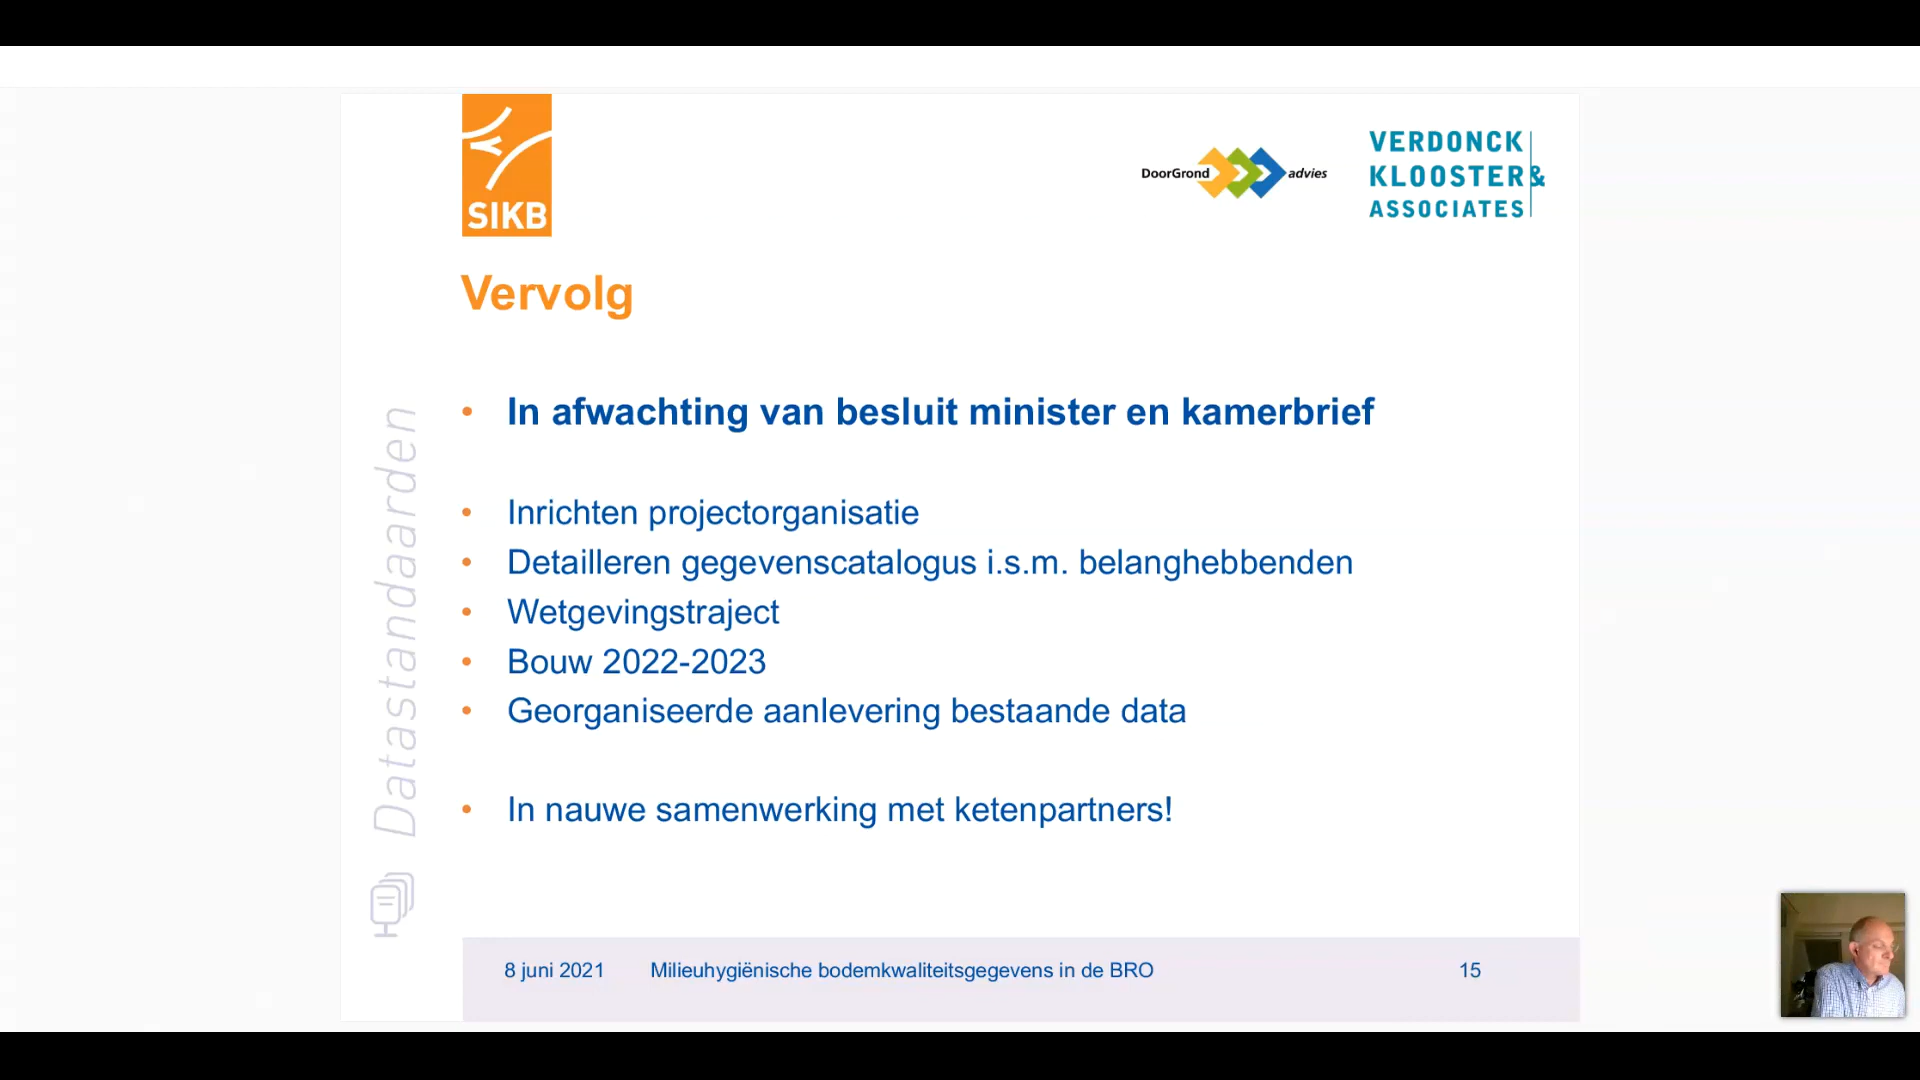 SIKB
DoorGrond advies
VERDONCK
KLOOSTER&
ASSOCIATES
Vervolg
Datastandaarden
• In afwachting van besluit minister en kamerbrief
• Inrichten projectorganisatie
• Detailleren gegevenscatalogus i.s.m. belanghebbenden
• Wetgevingstraject
• Bouw 2022-2023
• Georganiseerde aanlevering bestaande data
• In nauwe samenwerking met ketenpartners!
8 juni 2021 Milieuhygiënische bodemkwaliteitsgegevens in de BRO 15